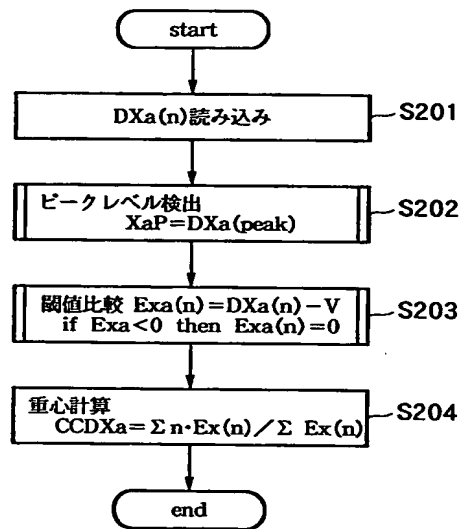 start
DXa(n)読み込み
S201
ピークレベル検出
XaP=DXa(peak)
S202
閾値比較 Exa(n)=DXa(n)−V
if Exa<0 then Exa(n)=0
S203
重心計算
CCDXa=Σn・Ex(n)／Σ Ex(n)
S204
end